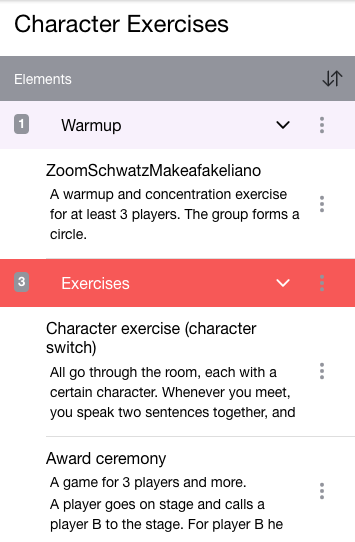 Character Exercises
Elements
1 Warmup
ZoomSchwatzMakeafakeliano
A warmup and concentration exercise
for at least 3 players. The group forms a
circle.
3 Exercises
Character exercise (character
switch)
All go through the room, each with a
certain character. Whenever you meet,
you speak two sentences together, and
Award ceremony
A game for 3 players and more.
A player goes on stage and calls a
player B to the stage. For player B he